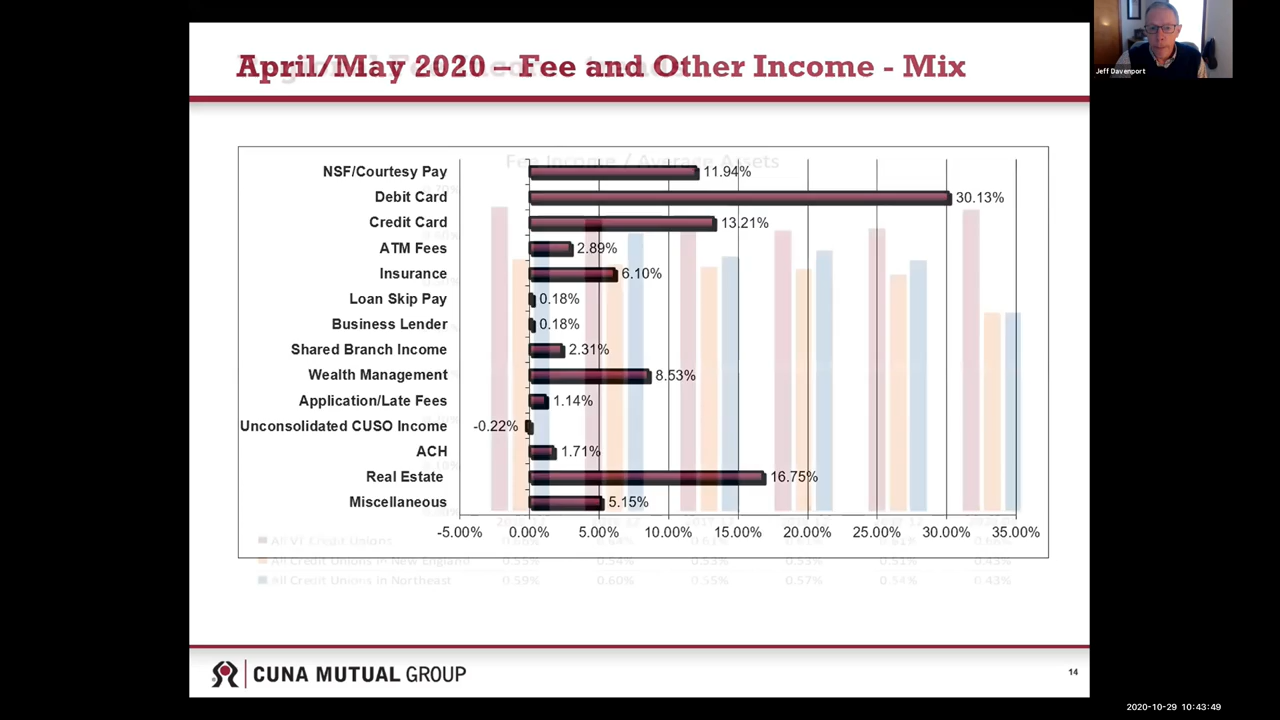 April/May 2020 – Fee and Other Income - Mix
Jeff Davenport
Fee Income / Average Assets
NSF/Courtesy Pay 11.94%
Debit Card 30.13%
Credit Card 13.21%
ATM Fees 2.89%
Insurance 6.10%
Loan Skip Pay 0.18%
Business Lender 0.18%
Shared Branch Income 2.31%
Wealth Management 8.53%
Application/Late Fees 1.14%
Unconsolidated CUSO Income -0.22%
ACH 1.71%
Real Estate 16.75%
Miscellaneous 5.15%
-5.00% 0.00% 5.00% 10.00% 15.00% 20.00% 25.00% 30.00% 35.00%
All VT Credit Unions
All Credit Unions in New England 0.55% 0.54% 0.53% 0.53% 0.51% 0.43%
All Credit Unions in Northeast 0.59% 0.60% 0.55% 0.57% 0.54% 0.43%
CUNA MUTUAL GROUP
14
2020-10-29 10:43:49